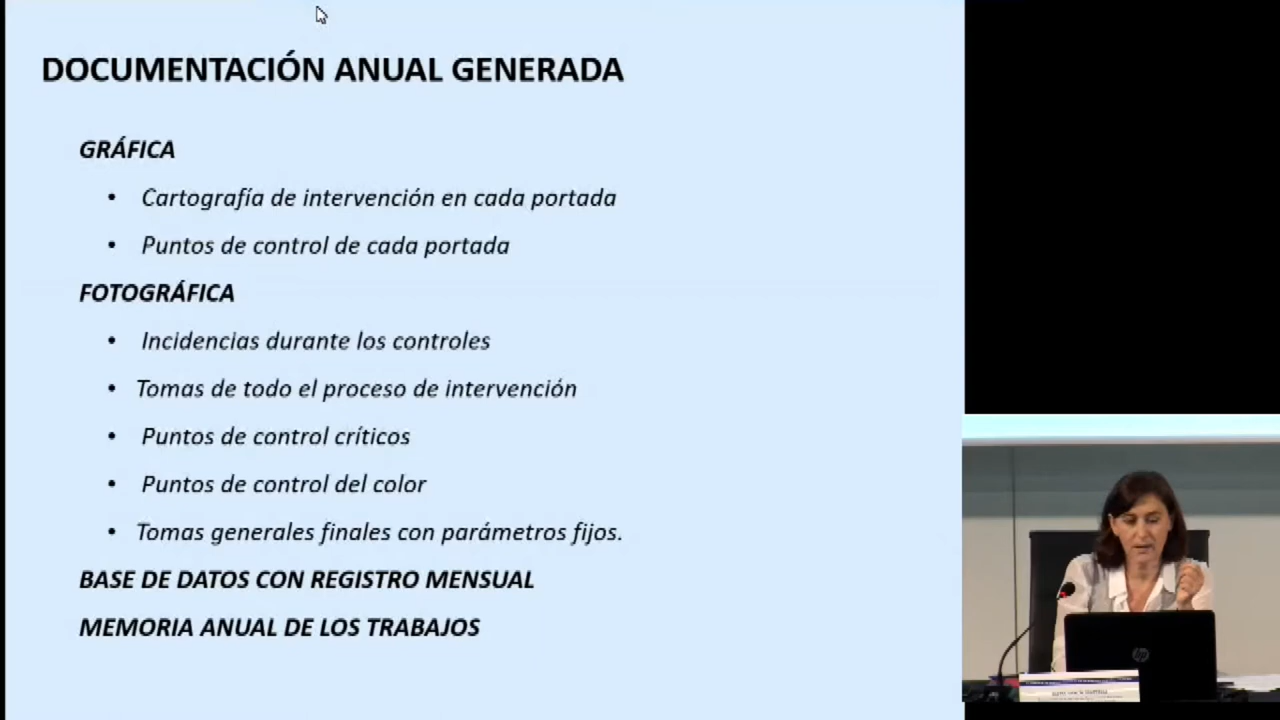 DOCUMENTACIÓN ANUAL GENERADA
GRÁFICA
• Cartografía de intervención en cada portada
• Puntos de control de cada portada
FOTOGRÁFICA
• Incidencias durante los controles
• Tomas de todo el proceso de intervención
• Puntos de control críticos
• Puntos de control del color
• Tomas generales finales con parámetros fijos.
BASE DE DATOS CON REGISTRO MENSUAL
MEMORIA ANUAL DE LOS TRABAJOS
hp